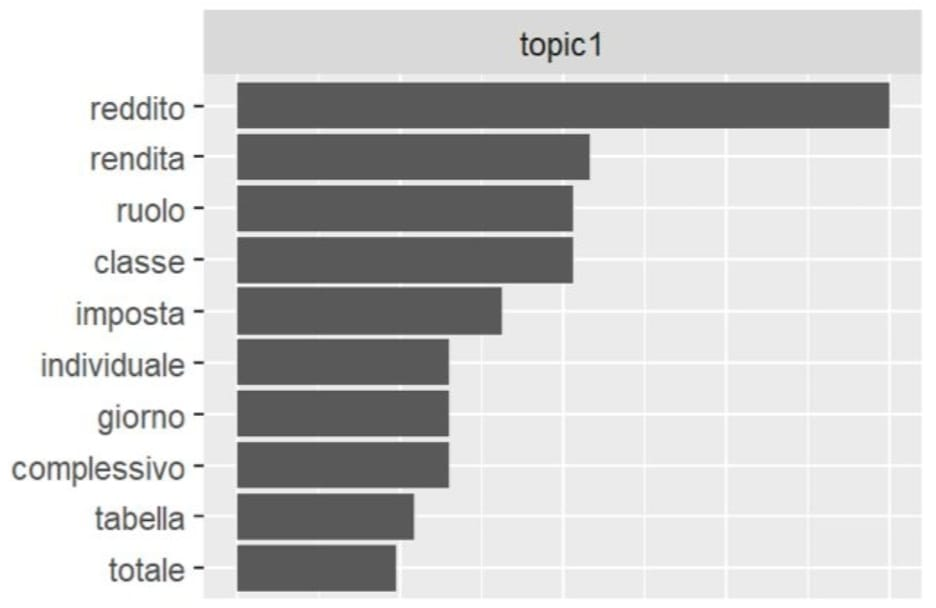 topic1
reddito
rendita
ruolo
classe
imposta
individuale
giorno
complessivo
tabella
totale